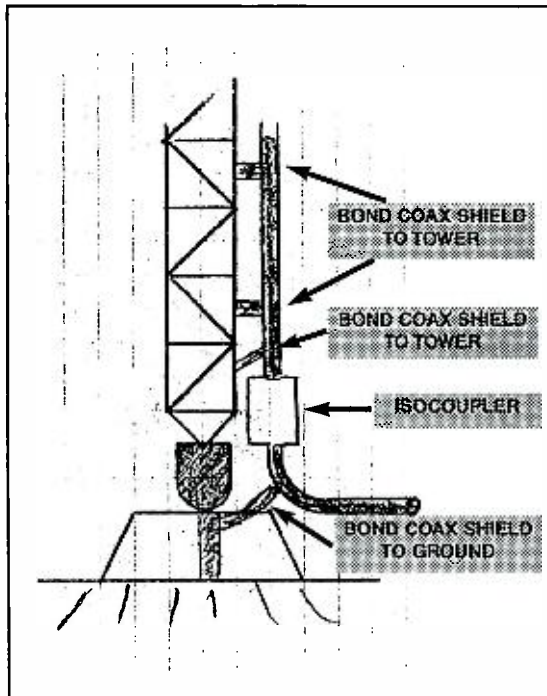 BOND COAX SHIELD
TO TOWER
BOND COAX SHIELD
TO TOWER
ISOCOUPLER
BOND COAX SHIELD
TO GROUND